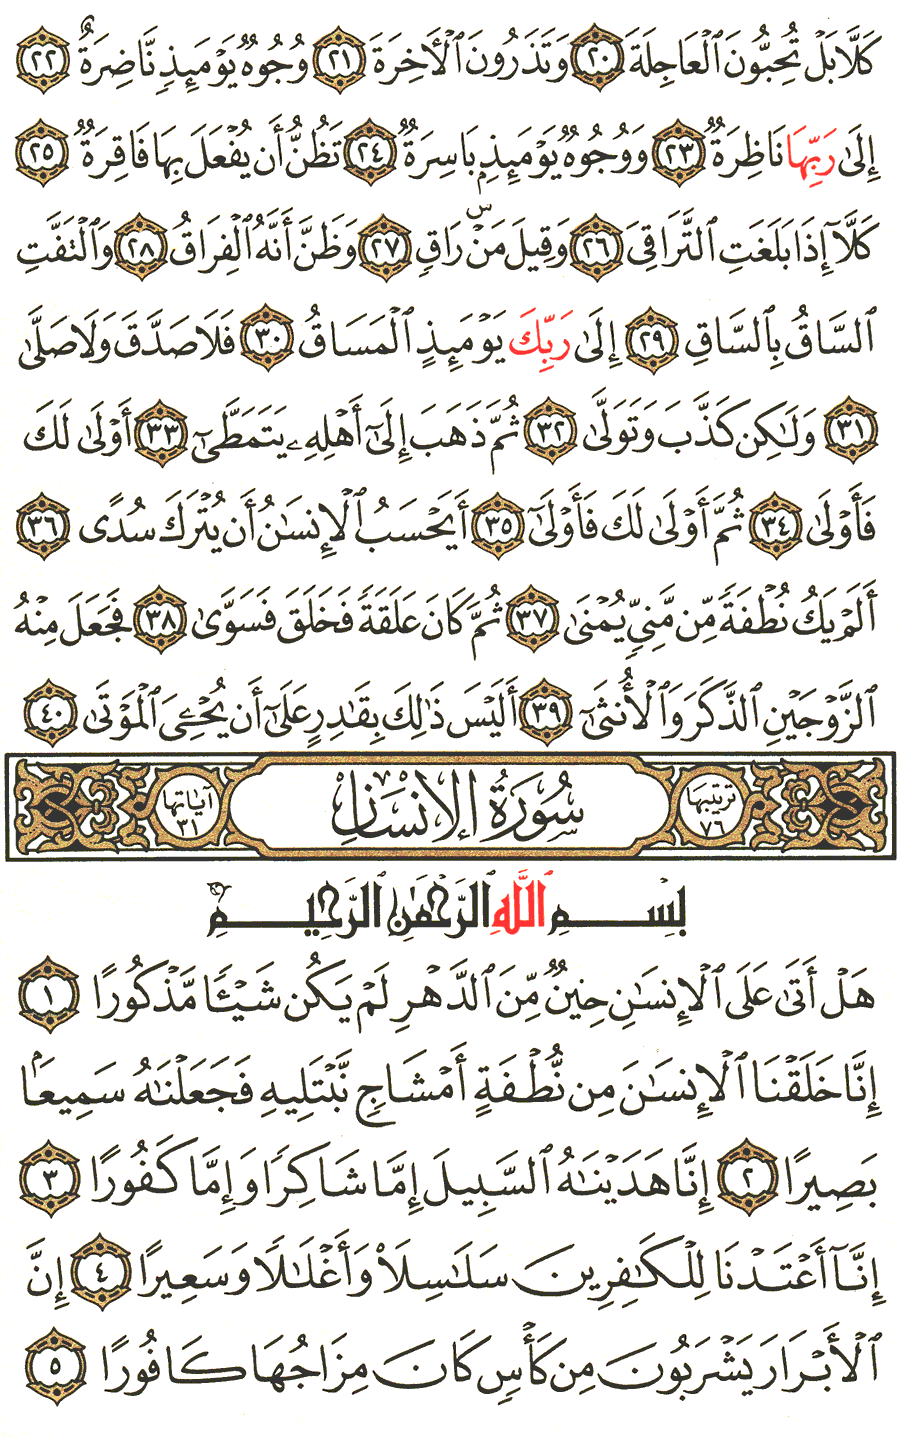 كَلَّا بَلْ تُحِبُّونَ ٱلْعَاجِلَةَ ٢٠ وَتَذَرُونَ ٱلْأَخِرَةَ ٢١ وُجُوهٌ يَوْمَئِذٍ نَّاضِرَةٌ ٢٢
إِلَىٰ رَبِّهَا نَاظِرَةٌ ٢٣ وَوُجُوهٌ يَوْمَئِذٍۭ بَاسِرَةٌ ٢٤ تَظُنُّ أَن يُفْعَلَ بِهَا فَاقِرَةٌ ٢٥
كَلَّآ إِذَا بَلَغَتِ ٱلتَّرَاقِىَ ٢٦ وَقِيلَ مَنْ ۜ رَاقٍ ٢٧ وَظَنَّ أَنَّهُ ٱلْفِرَاقُ ٢٨ وَٱلْتَفَّتِ
ٱلسَّاقُ بِٱلسَّاقِ ٢٩ إِلَىٰ رَبِّكَ يَوْمَئِذٍ ٱلْمَسَاقُ ٣٠ فَلَا صَدَّقَ وَلَا صَلَّىٰ
٣١ وَلَـٰكِن كَذَّبَ وَتَوَلَّىٰ ٣٢ ثُمَّ ذَهَبَ إِلَىٰٓ أَهْلِهِۦ يَتَمَطَّىٰٓ ٣٣ أَوْلَىٰ لَكَ
فَأَوْلَىٰ ٣٤ ثُمَّ أَوْلَىٰ لَكَ فَأَوْلَىٰٓ ٣٥ أَيَحْسَبُ ٱلْإِنسَـٰنُ أَن يُتْرَكَ سُدًى ٣٦
أَلَمْ يَكُ نُطْفَةً مِّن مَّنِىٍّ يُمْنَىٰ ٣٧ ثُمَّ كَانَ عَلَقَةً فَخَلَقَ فَسَوَّىٰ ٣٨ فَجَعَلَ مِنْهُ
ٱلزَّوْجَيْنِ ٱلذَّكَرَ وَٱلْأُنثَىٰٓ ٣٩ أَلَيْسَ ذَٰلِكَ بِقَـٰدِرٍ عَلَىٰٓ أَن يُحْـِۧىَ ٱلْمَوْتَىٰ ٤٠
ترتيبها ٧٦ سُورَةُ الإِنسَانِ آياتها ٣١
بِسْمِ ٱللَّهِ ٱلرَّحْمَـٰنِ ٱلرَّحِيمِ
هَلْ أَتَىٰ عَلَى ٱلْإِنسَـٰنِ حِينٌ مِّنَ ٱلدَّهْرِ لَمْ يَكُن شَيْـًٔا مَّذْكُورًا ١
إِنَّا خَلَقْنَا ٱلْإِنسَـٰنَ مِن نُّطْفَةٍ أَمْشَاجٍ نَّبْتَلِيهِ فَجَعَلْنَـٰهُ سَمِيعًۢا
بَصِيرًا ٢ إِنَّا هَدَيْنَـٰهُ ٱلسَّبِيلَ إِمَّا شَاكِرًا وَإِمَّا كَفُورًا ٣
إِنَّآ أَعْتَدْنَا لِلْكَـٰفِرِينَ سَلَـٰسِلَا۟ وَأَغْلَـٰلًا وَسَعِيرًا ٤ إِنَّ
ٱلْأَبْرَارَ يَشْرَبُونَ مِن كَأْسٍ كَانَ مِزَاجُهَا كَافُورًا ٥